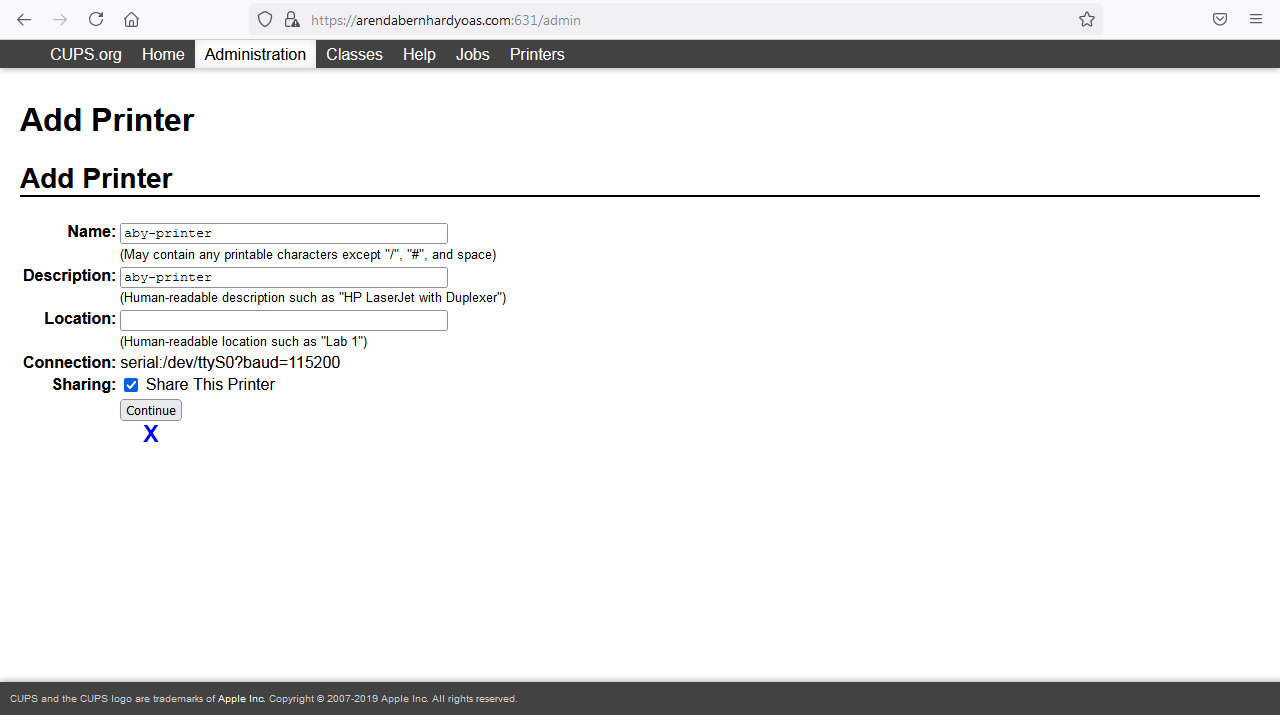 https://arendabernhardyoas.com:631/admin
CUPS.org Home Administration Classes Help Jobs Printers
Add Printer
Add Printer
Name: aby-printer
(May contain any printable characters except "/", "#", and space)
Description: aby-printer
(Human-readable description such as "HP LaserJet with Duplexer")
Location:
(Human-readable location such as "Lab 1")
Connection: serial:/dev/ttyS0?baud=115200
Sharing: Share This Printer
Continue
X
CUPS and the CUPS logo are trademarks of Apple Inc. Copyright © 2007-2019 Apple Inc. All rights reserved.